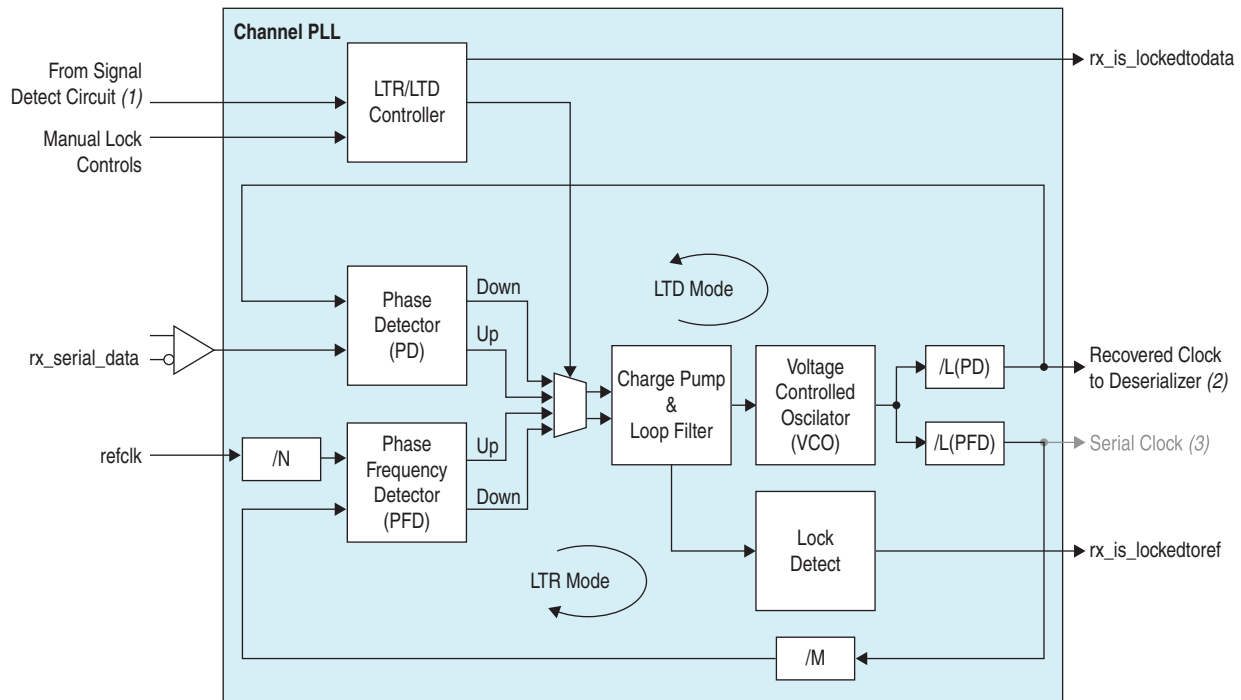 Channel PLL
From Signal
Detect Circuit (1)
Manual Lock
Controls
LTR/LTD
Controller
rx_is_lockedtodata
LTD Mode
Phase
Detector
(PD)
Down
Up
rx_serial_data
Charge Pump
&
Loop Filter
Voltage
Controlled
Oscilator
(VCO)
/L(PD)
Recovered Clock
to Deserializer (2)
/L(PFD)
Serial Clock (3)
refclk
/N
Phase
Frequency
Detector
(PFD)
Up
Down
Lock
Detect
rx_is_lockedtoref
LTR Mode
/M